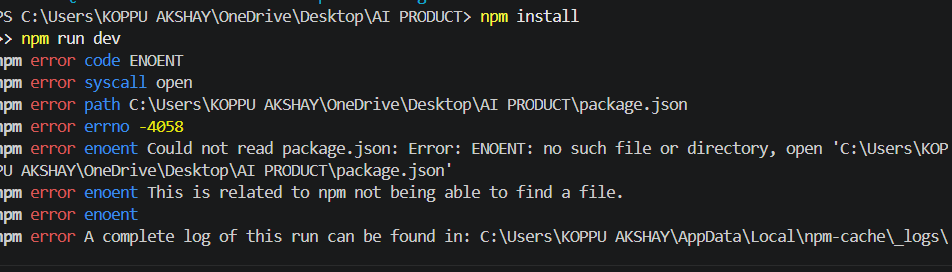 PS C:\Users\KOPPU AKSHAY\OneDrive\Desktop\AI PRODUCT> npm install
>> npm run dev
npm error code ENOENT
npm error syscall open
npm error path C:\Users\KOPPU AKSHAY\OneDrive\Desktop\AI PRODUCT\package.json
npm error errno -4058
npm error enoent Could not read package.json: Error: ENOENT: no such file or directory, open 'C:\Users\KOP
PU AKSHAY\OneDrive\Desktop\AI PRODUCT\package.json'
npm error enoent This is related to npm not being able to find a file.
npm error enoent
npm error A complete log of this run can be found in: C:\Users\KOPPU AKSHAY\AppData\Local\npm-cache\_logs\